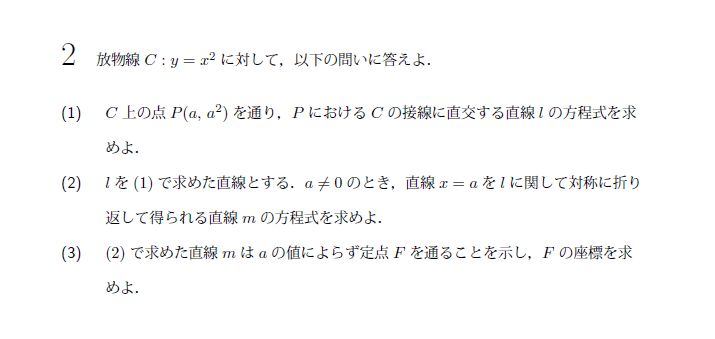 2 放物線 C : y = x² に対して，以下の問いに答えよ．
(1) C 上の点 P(a, a²) を通り，P における C の接線に直交する直線 l の方程式を求
めよ．
(2) l を (1) で求めた直線とする．a ≠ 0 のとき，直線 x = a を l に関して対称に折り
返して得られる直線 m の方程式を求めよ．
(3) (2) で求めた直線 m は a の値によらず定点 F を通ることを示し，F の座標を求
めよ．